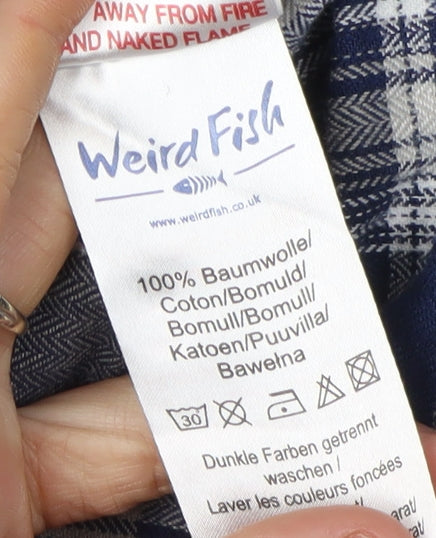 AWAY FROM FIRE
AND NAKED FLAME
Weird Fish
www.weirdfish.co.uk
100% Baumwolle/
Coton/Bomuld/
Bomull/Bomull/
Katoen/Puuvilla/
Bawełna
30
Dunkle Farben getrennt
waschen /
Laver les couleurs foncées